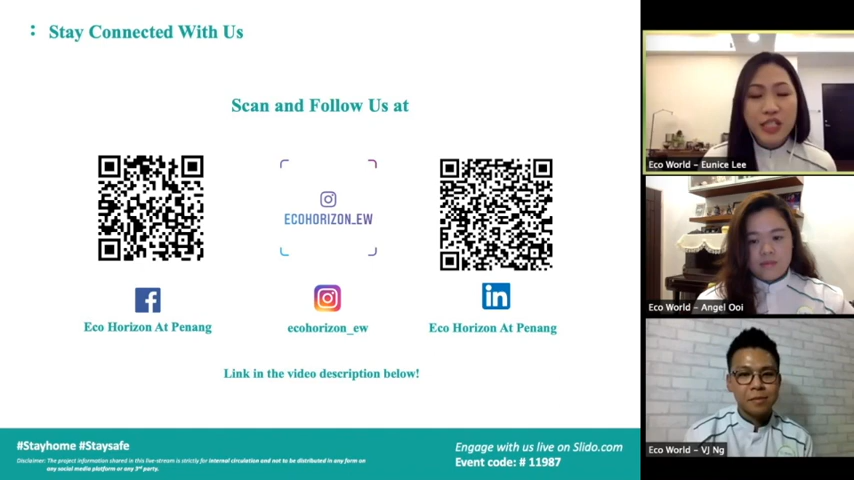 : Stay Connected With Us
Scan and Follow Us at
ECOHORIZON_EW
Eco Horizon At Penang
ecohorizon_ew
Eco Horizon At Penang
Link in the video description below!
#Stayhome #Staysafe
Disclaimer: The project information shared in this live-stream is strictly for internal circulation and not to be distributed in any form on
any social media platform or any 3rd party.
Engage with us live on Slido.com
Event code: # 11987
Eco World – Eunice Lee
Eco World – Angel Ooi
Eco World – VJ Ng